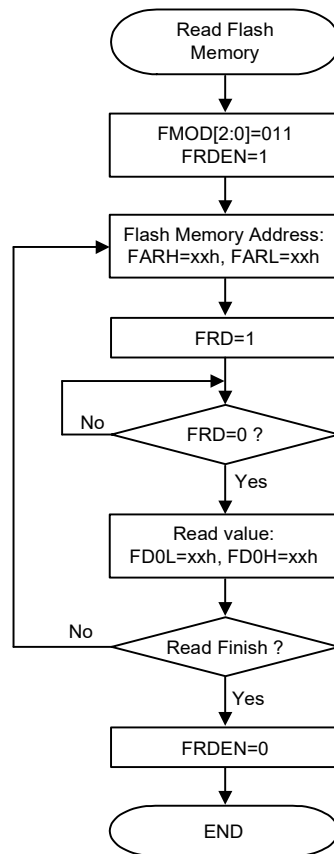 Read Flash
Memory
FMOD[2:0]=011
FRDEN=1
Flash Memory Address:
FARH=xxh, FARL=xxh
FRD=1
No
FRD=0 ?
Yes
Read value:
FD0L=xxh, FD0H=xxh
No
Read Finish ?
Yes
FRDEN=0
END